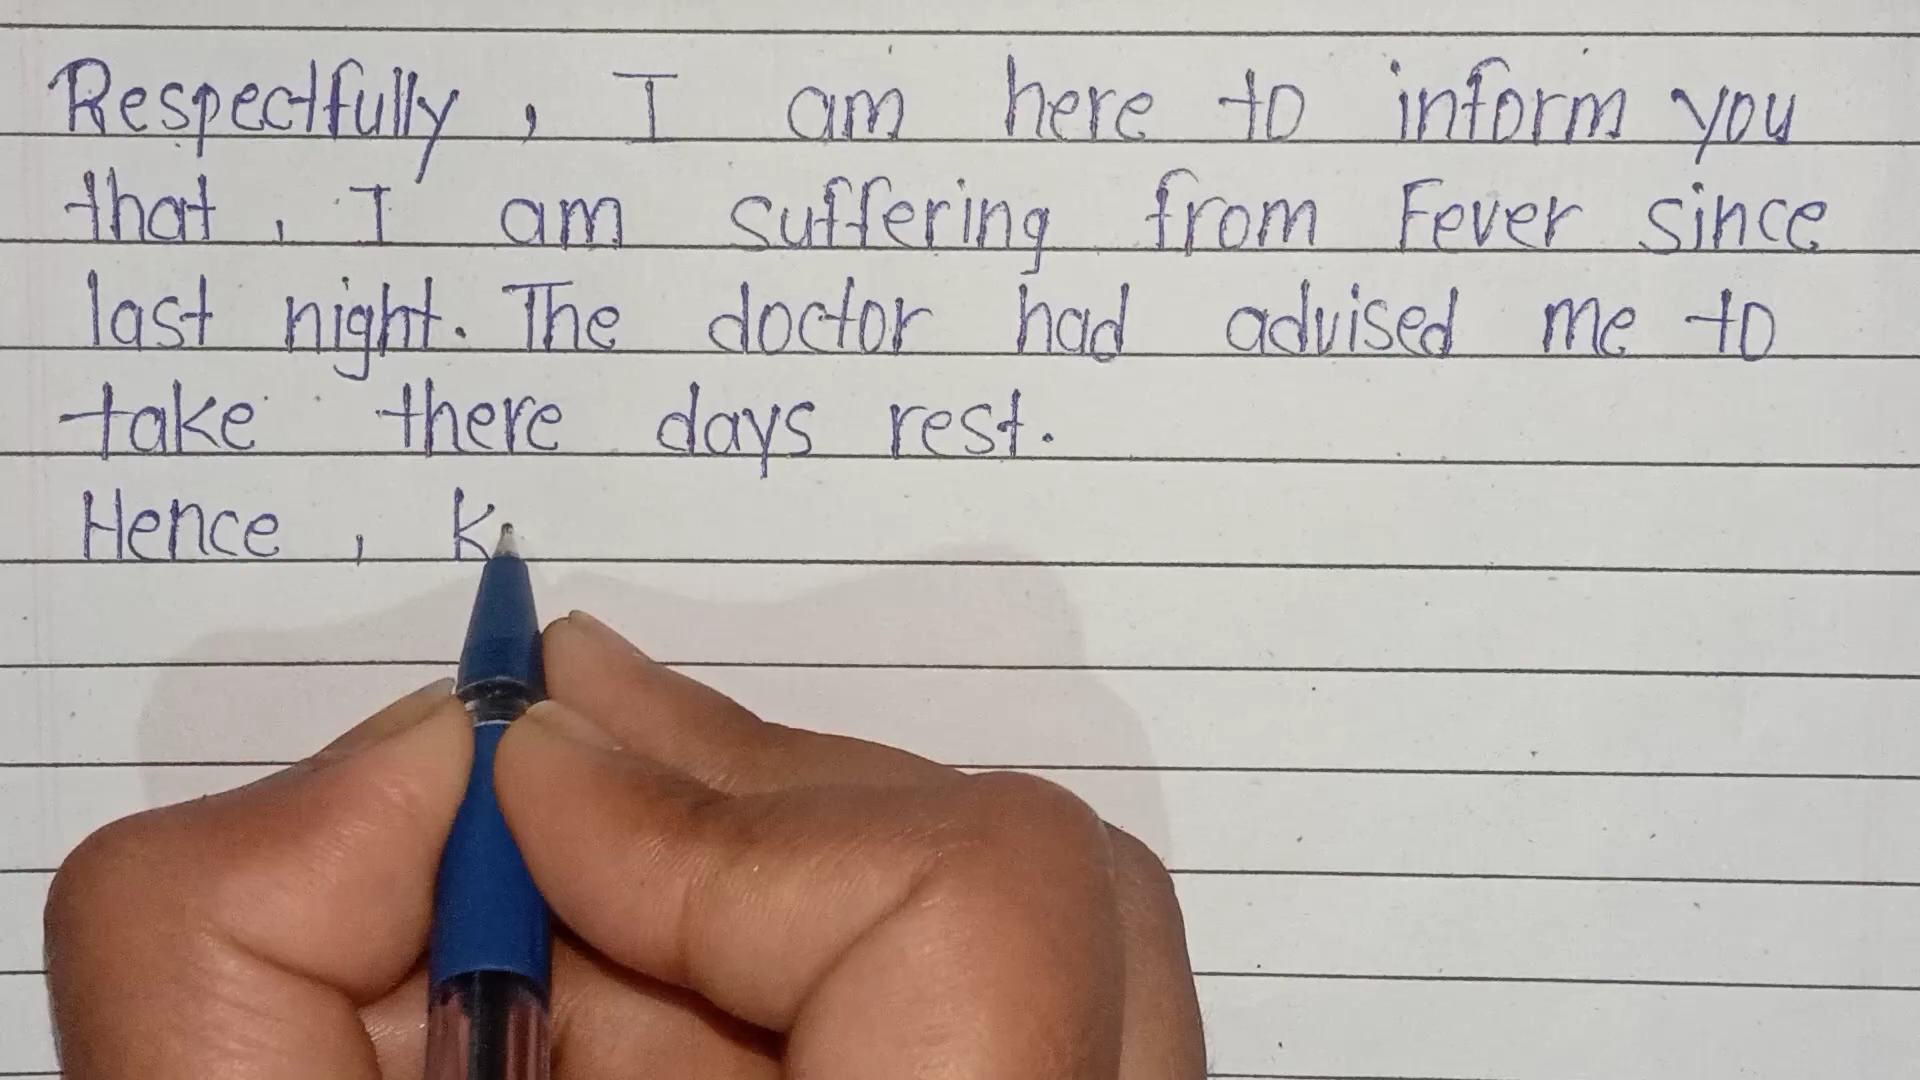 Respectfully, I am here to inform you
that, I am suffering from Fever since
last night. The doctor had advised me to
take there days rest.
Hence, K